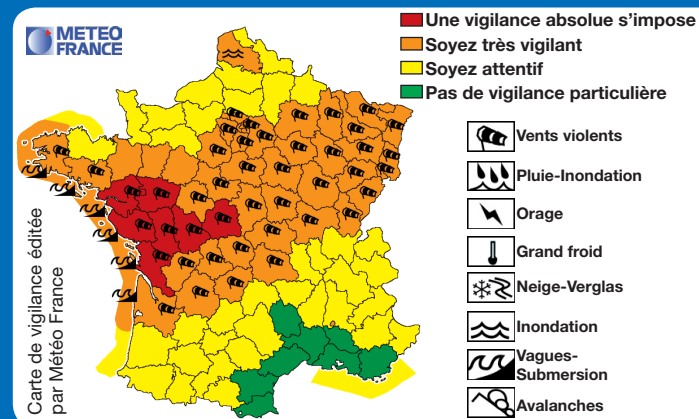 METEO
FRANCE
Une vigilance absolue s’impose
Soyez très vigilant
Soyez attentif
Pas de vigilance particulière
Vents violents
Pluie-Inondation
Orage
Grand froid
Neige-Verglas
Inondation
Vagues-
Submersion
Avalanches
Carte de vigilance éditée
par Météo France